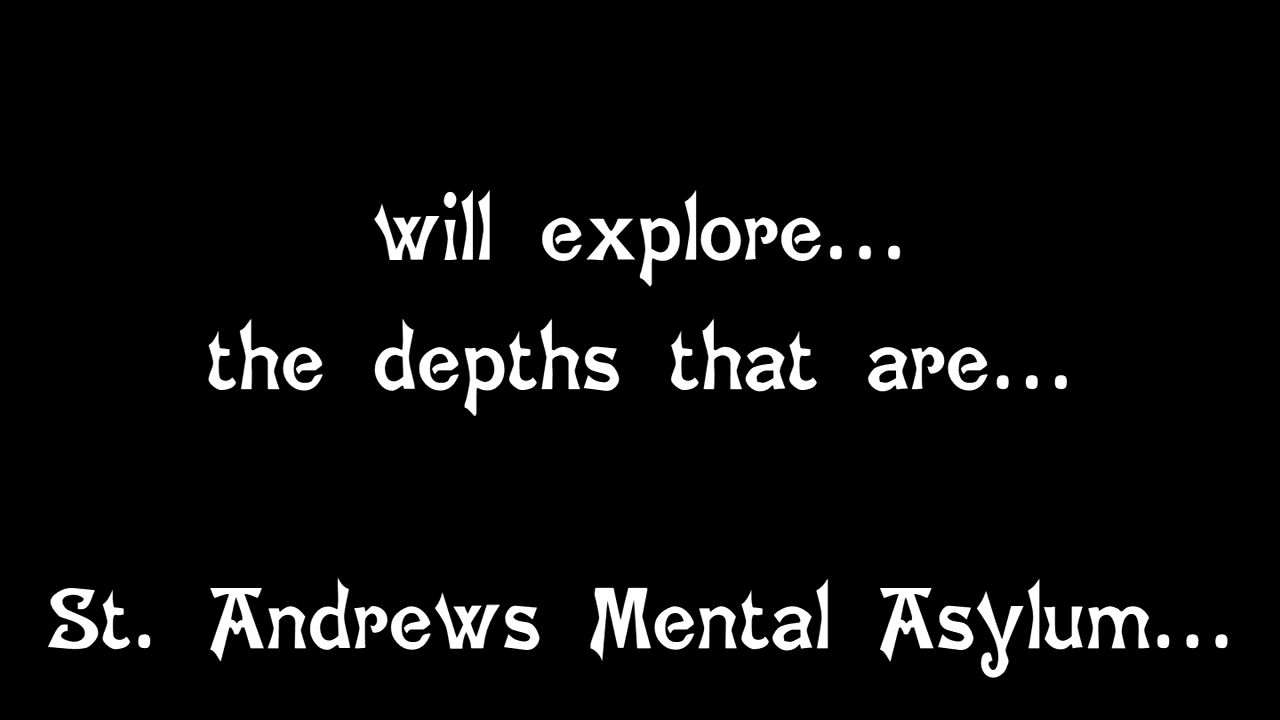 will explore...
the depths that are...
St. Andrews Mental Asylum...